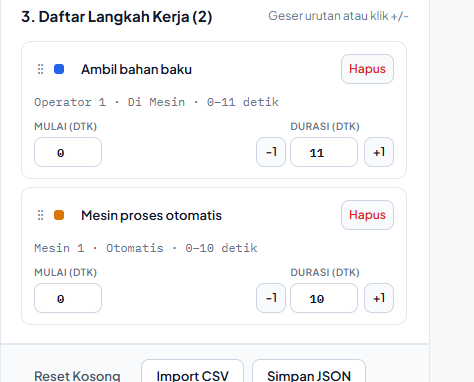 3. Daftar Langkah Kerja (2)
Geser urutan atau klik +/-
Ambil bahan baku
Hapus
Operator 1 · Di Mesin · 0–11 detik
MULAI (DTK)
DURASI (DTK)
0
-1
11
+1
Mesin proses otomatis
Hapus
Mesin 1 · Otomatis · 0–10 detik
MULAI (DTK)
DURASI (DTK)
0
-1
10
+1
Reset Kosong
Import CSV
Simpan JSON